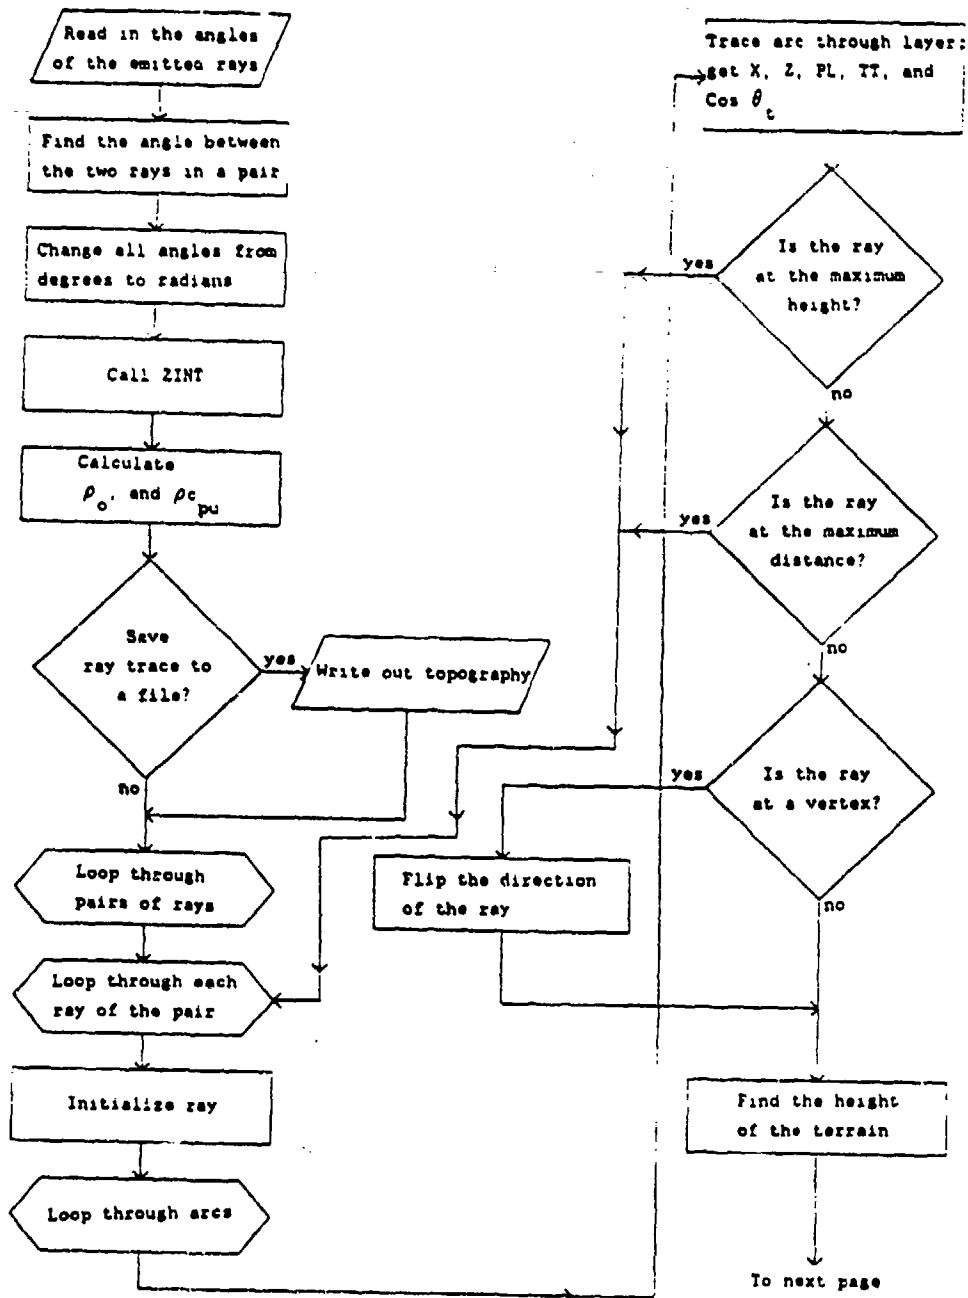 Read in the angles
of the emitted rays
Find the angle between
the two rays in a pair
Change all angles from
degrees to radians
Call ZINT
Calculate
ρ_o, and ρc_pu
Save
ray trace to
a file?
yes
no
Write out topography
Loop through
pairs of rays
Loop through each
ray of the pair
Initialize ray
Loop through arcs
Trace arc through layer;
get X, Z, PL, TT, and
Cos θ_t
Is the ray
at the maximum
height?
yes
no
Is the ray
at the maximum
distance?
yes
no
Is the ray
at a vertex?
yes
no
Flip the direction
of the ray
Find the height
of the terrain
To next page